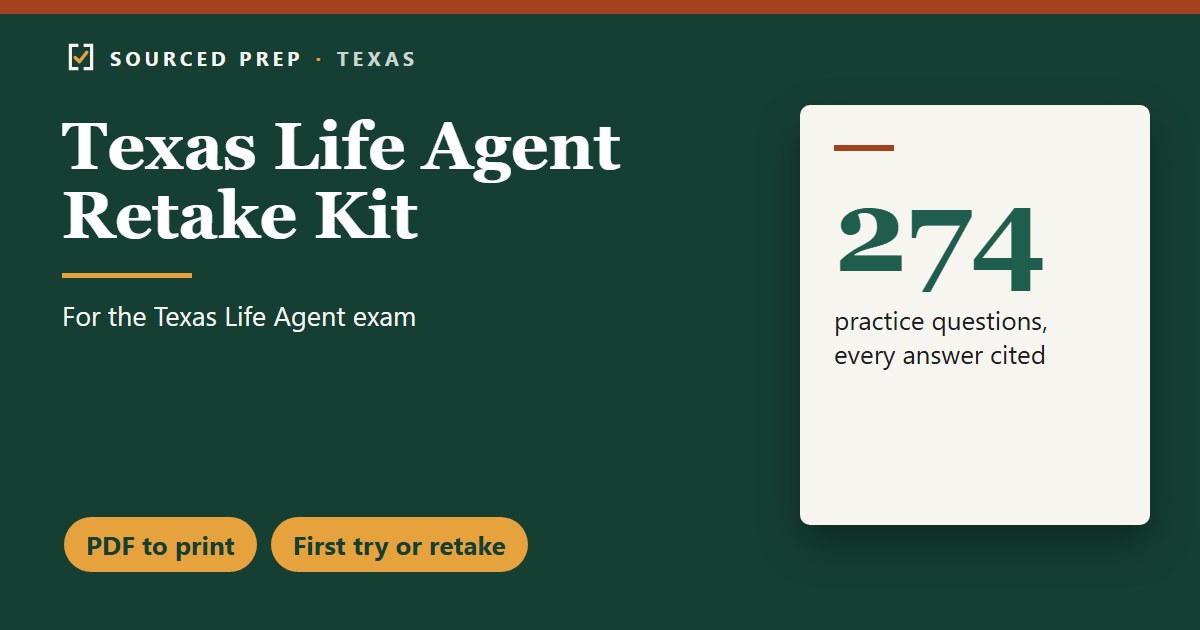 SOURCED PREP · TEXAS
Texas Life Agent
Retake Kit
For the Texas Life Agent exam
274
practice questions,
every answer cited
PDF to print
First try or retake